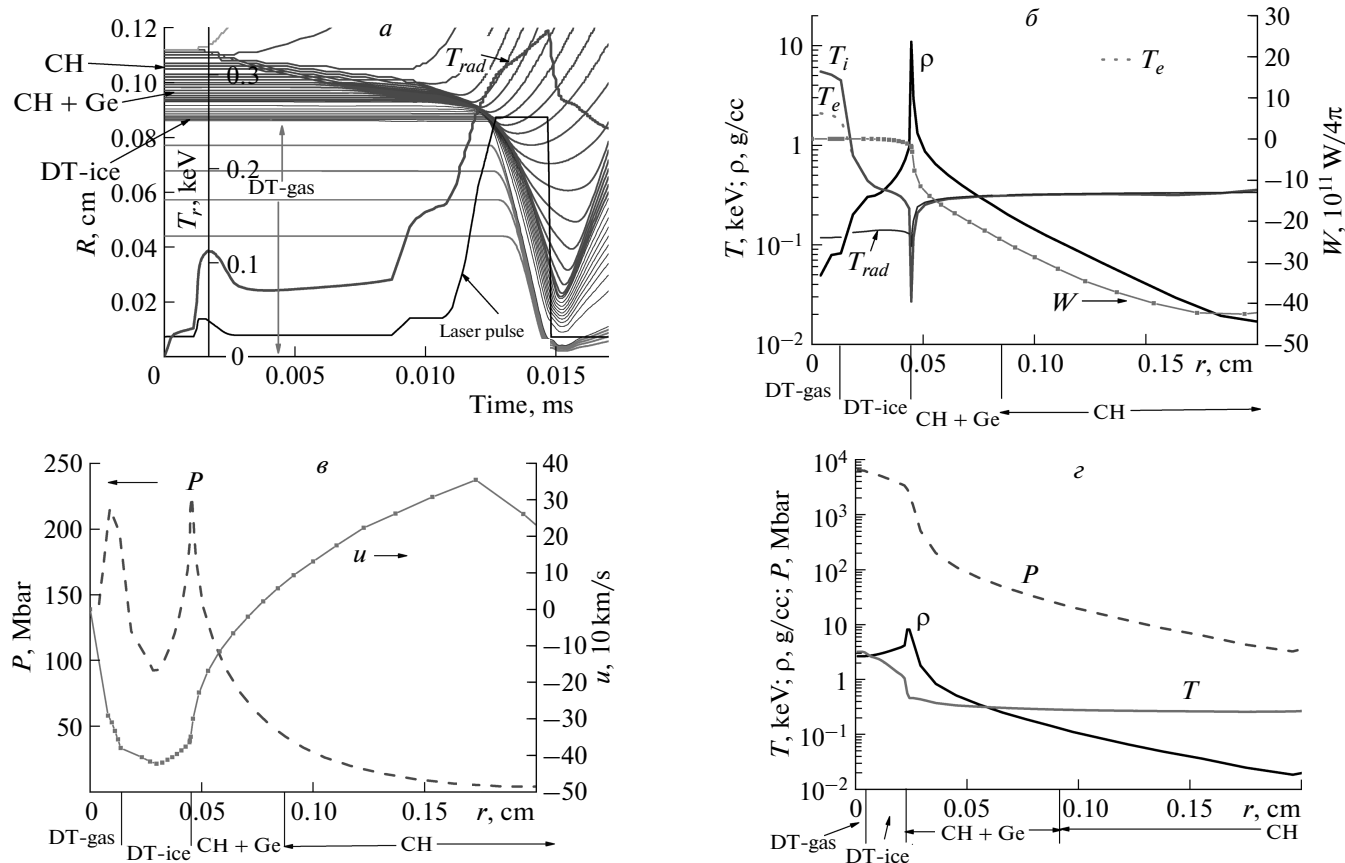 а
0.12
0.10
0.08
0.06
0.04
0.02
0
R, cm
CH
CH + Ge
DT-ice
0.3
0.2
0.1
0
T_r, keV
DT-gas
T_rad
Laser pulse
0.005
0.010
0.015
Time, ms
б
10
1
10^−1
10^−2
T, keV; ρ, g/cc
T_i
T_e
ρ
T_e
T_rad
W
30
20
10
0
−10
−20
−30
−40
−50
W, 10^11 W/4π
0
0.05
0.10
0.15
r, cm
DT-gas
DT-ice
CH + Ge
CH
в
250
200
150
100
50
P, Mbar
P
u
40
30
20
10
0
−10
−20
−30
−40
−50
u, 10 km/s
0
0.05
0.10
0.15
r, cm
DT-gas
DT-ice
CH + Ge
CH
г
10^4
10^3
10^2
10
1
10^−1
10^−2
T, keV; ρ, g/cc; P, Mbar
P
ρ
T
0
0.05
0.10
0.15
r, cm
DT-gas
DT-ice
CH + Ge
CH